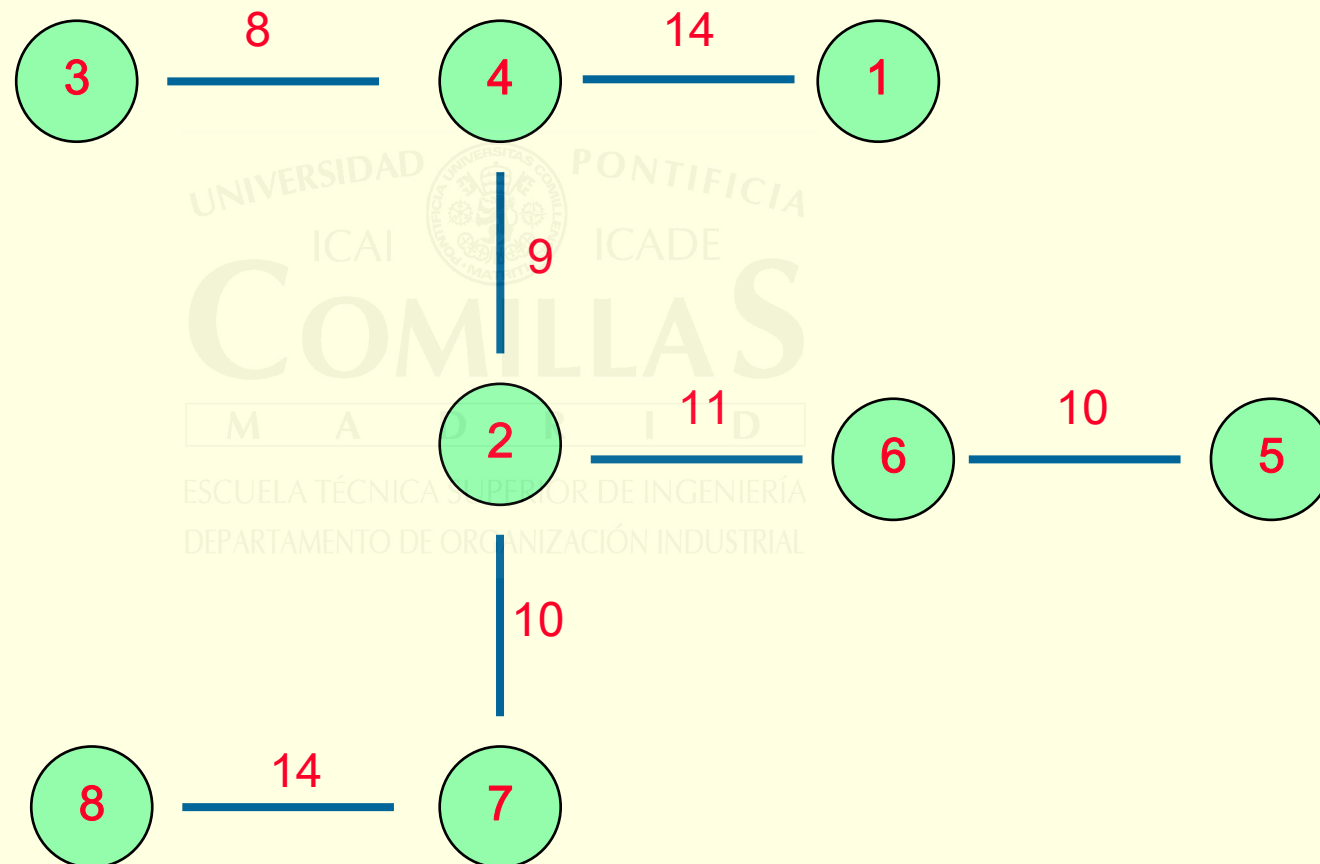 8 14
3 4 1
UNIVERSIDAD PONTIFICIA
ICAI ICADE
9
COMILLAS
M A D R I D
11 10
2 6 5
ESCUELA TÉCNICA SUPERIOR DE INGENIERÍA
DEPARTAMENTO DE ORGANIZACIÓN INDUSTRIAL
10
14
8 7